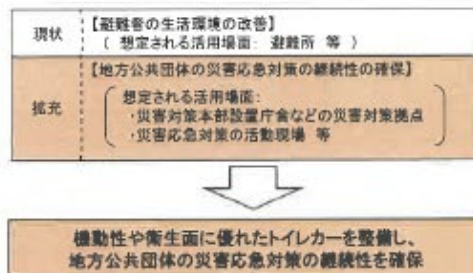 現状
【避難者の生活環境の改善】
( 想定される活用場面: 避難所 等 )
拡充
【地方公共団体の災害応急対策の継続性の確保】
想定される活用場面:
・災害対策本部設置庁舎などの災害対策拠点
・災害応急対策の活動現場 等
機動性や衛生面に優れたトイレカーを整備し、
地方公共団体の災害応急対策の継続性を確保